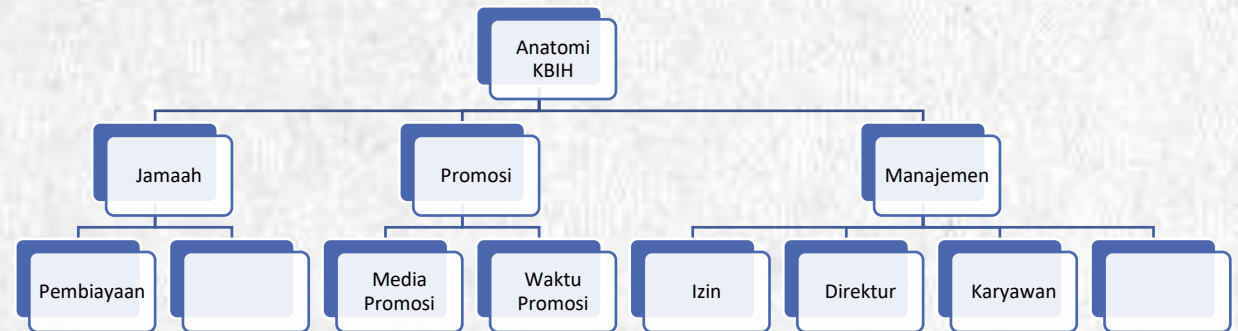 Anatomi
KBIH
Jamaah
Promosi
Manajemen
Pembiayaan
Media
Promosi
Waktu
Promosi
Izin
Direktur
Karyawan